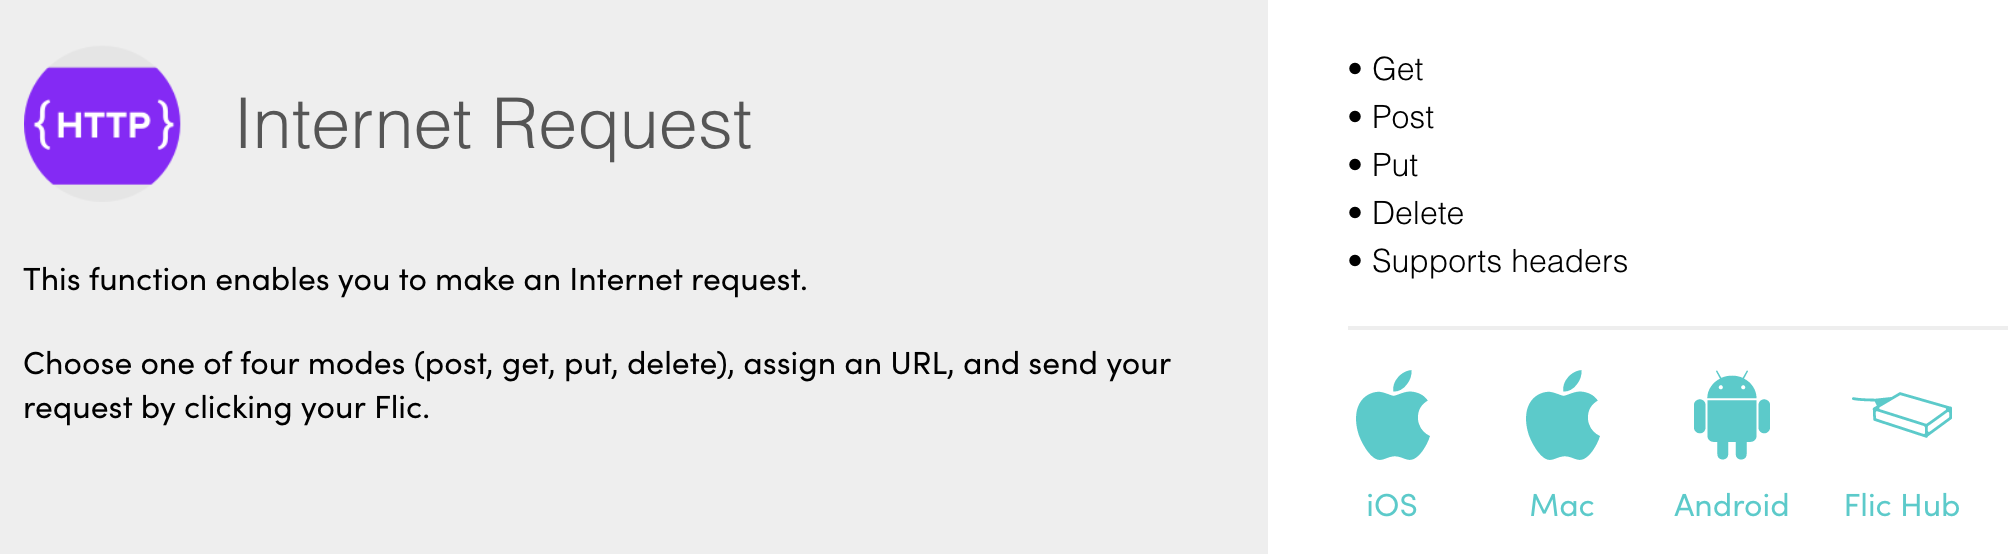 {HTTP}
Internet Request
This function enables you to make an Internet request.
Choose one of four modes (post, get, put, delete), assign an URL, and send your
request by clicking your Flic.
• Get
• Post
• Put
• Delete
• Supports headers
iOS
Mac
Android
Flic Hub